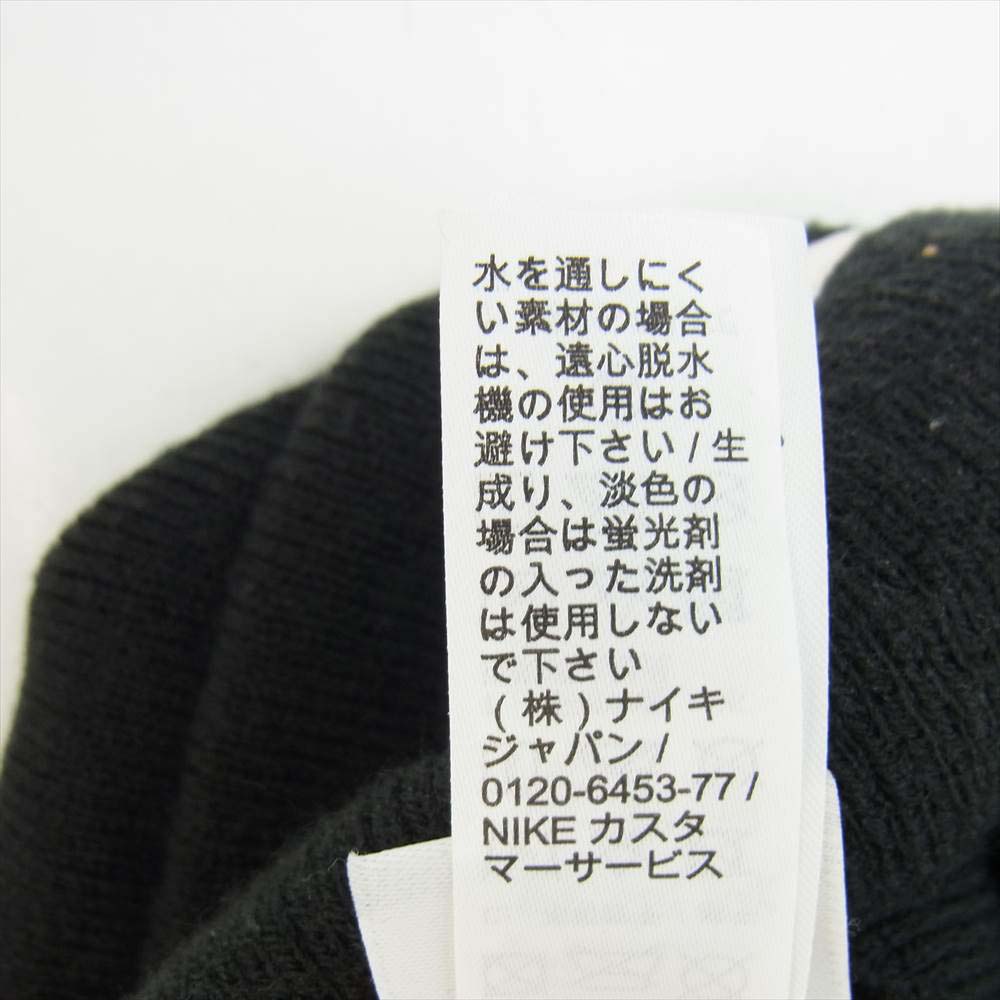 水を通しにく
い素材の場合
は、遠心脱水
機の使用はお
避け下さい / 生
成り、淡色の
場合は蛍光剤
の入った洗剤
は使用しない
で下さい
(株)ナイキ
ジャパン /
0120-6453-77 /
NIKE カスタ
マーサービス